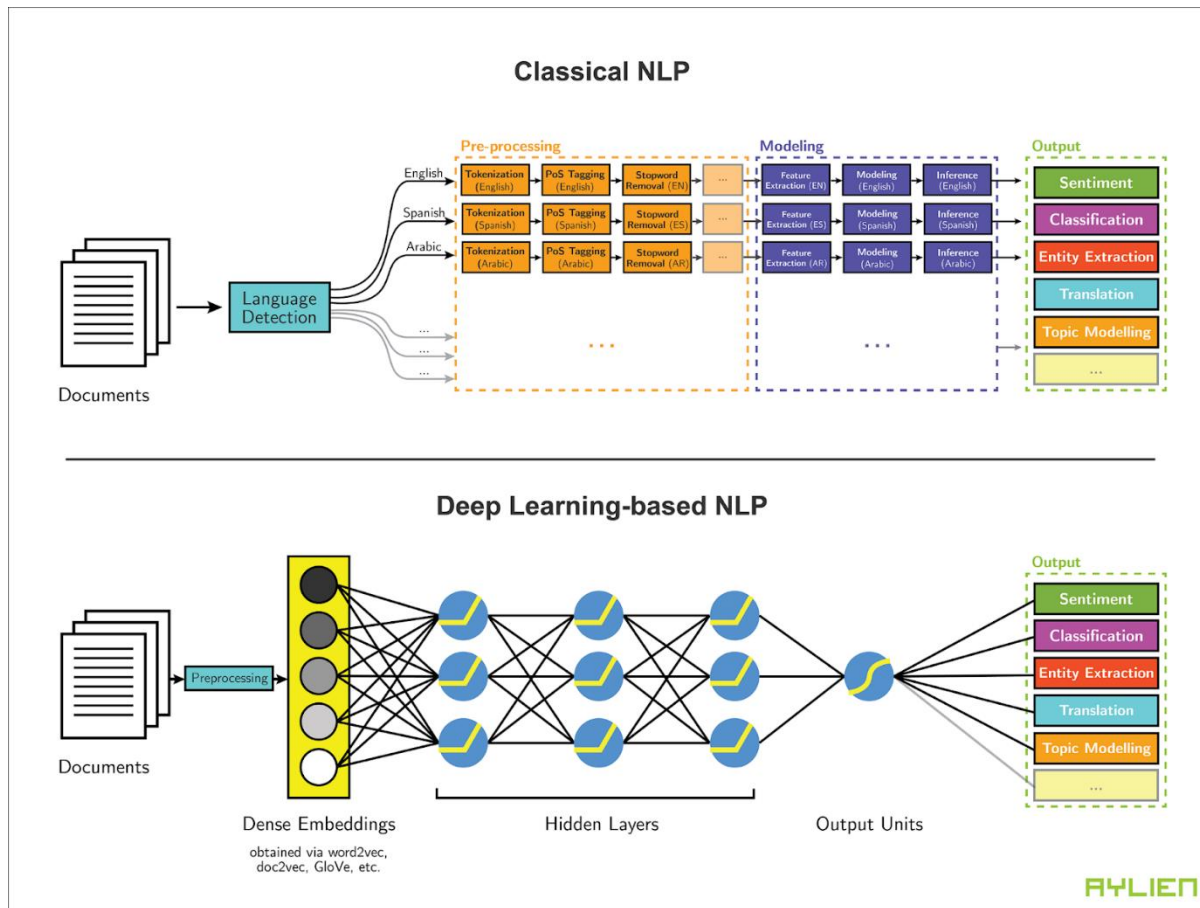 Classical NLP
Pre-processing
Modeling
Output
English
Tokenization
(English)
PoS Tagging
(English)
Stopword
Removal (EN)
...
Feature
Extraction (EN)
Modeling
(English)
Inference
(English)
Sentiment
Spanish
Tokenization
(Spanish)
PoS Tagging
(Spanish)
Stopword
Removal (ES)
...
Feature
Extraction (ES)
Modeling
(Spanish)
Inference
(Spanish)
Classification
Arabic
Tokenization
(Arabic)
PoS Tagging
(Arabic)
Stopword
Removal (AR)
...
Feature
Extraction (AR)
Modeling
(Arabic)
Inference
(Arabic)
Entity Extraction
Language
Detection
Translation
...
...
...
...
...
Topic Modelling
...
Documents
Deep Learning-based NLP
Output
Sentiment
Classification
Entity Extraction
Preprocessing
Translation
Topic Modelling
...
Documents
Dense Embeddings
obtained via word2vec,
doc2vec, GloVe, etc.
Hidden Layers
Output Units
AYLIEN